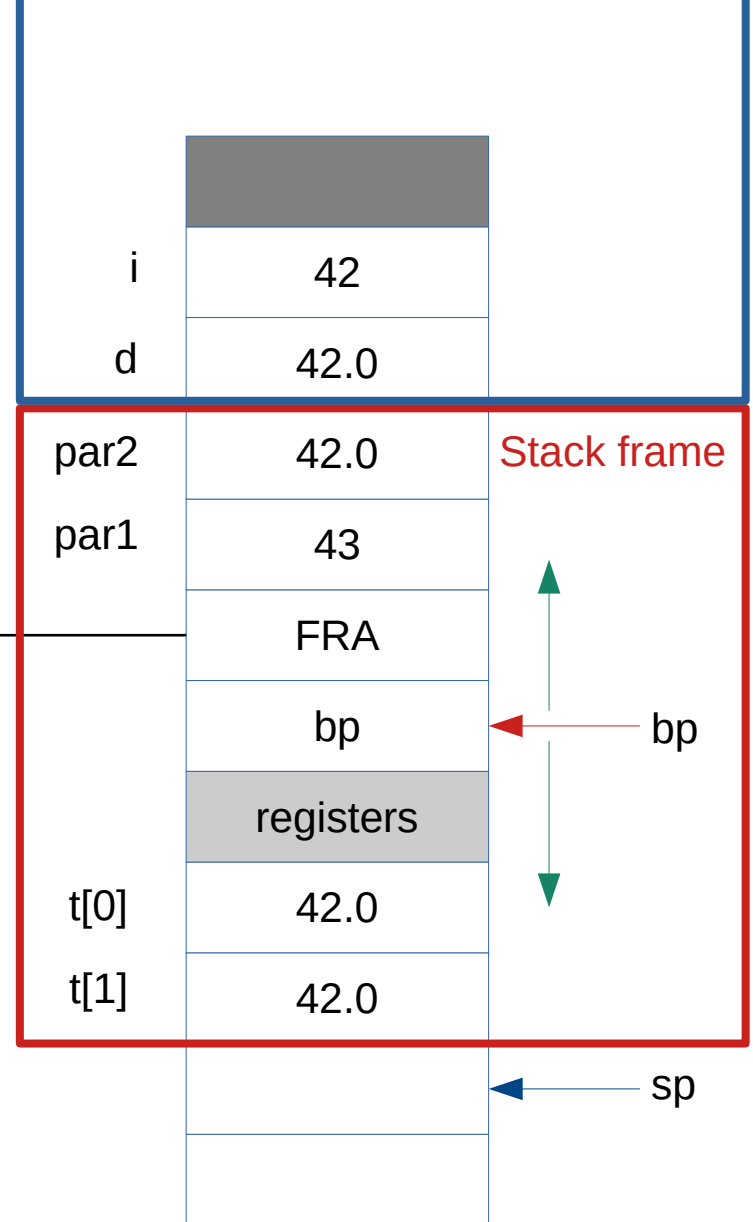 i 42
d 42.0
par2 42.0 Stack frame
par1 43
FRA
bp bp
registers
t[0] 42.0
t[1] 42.0
sp